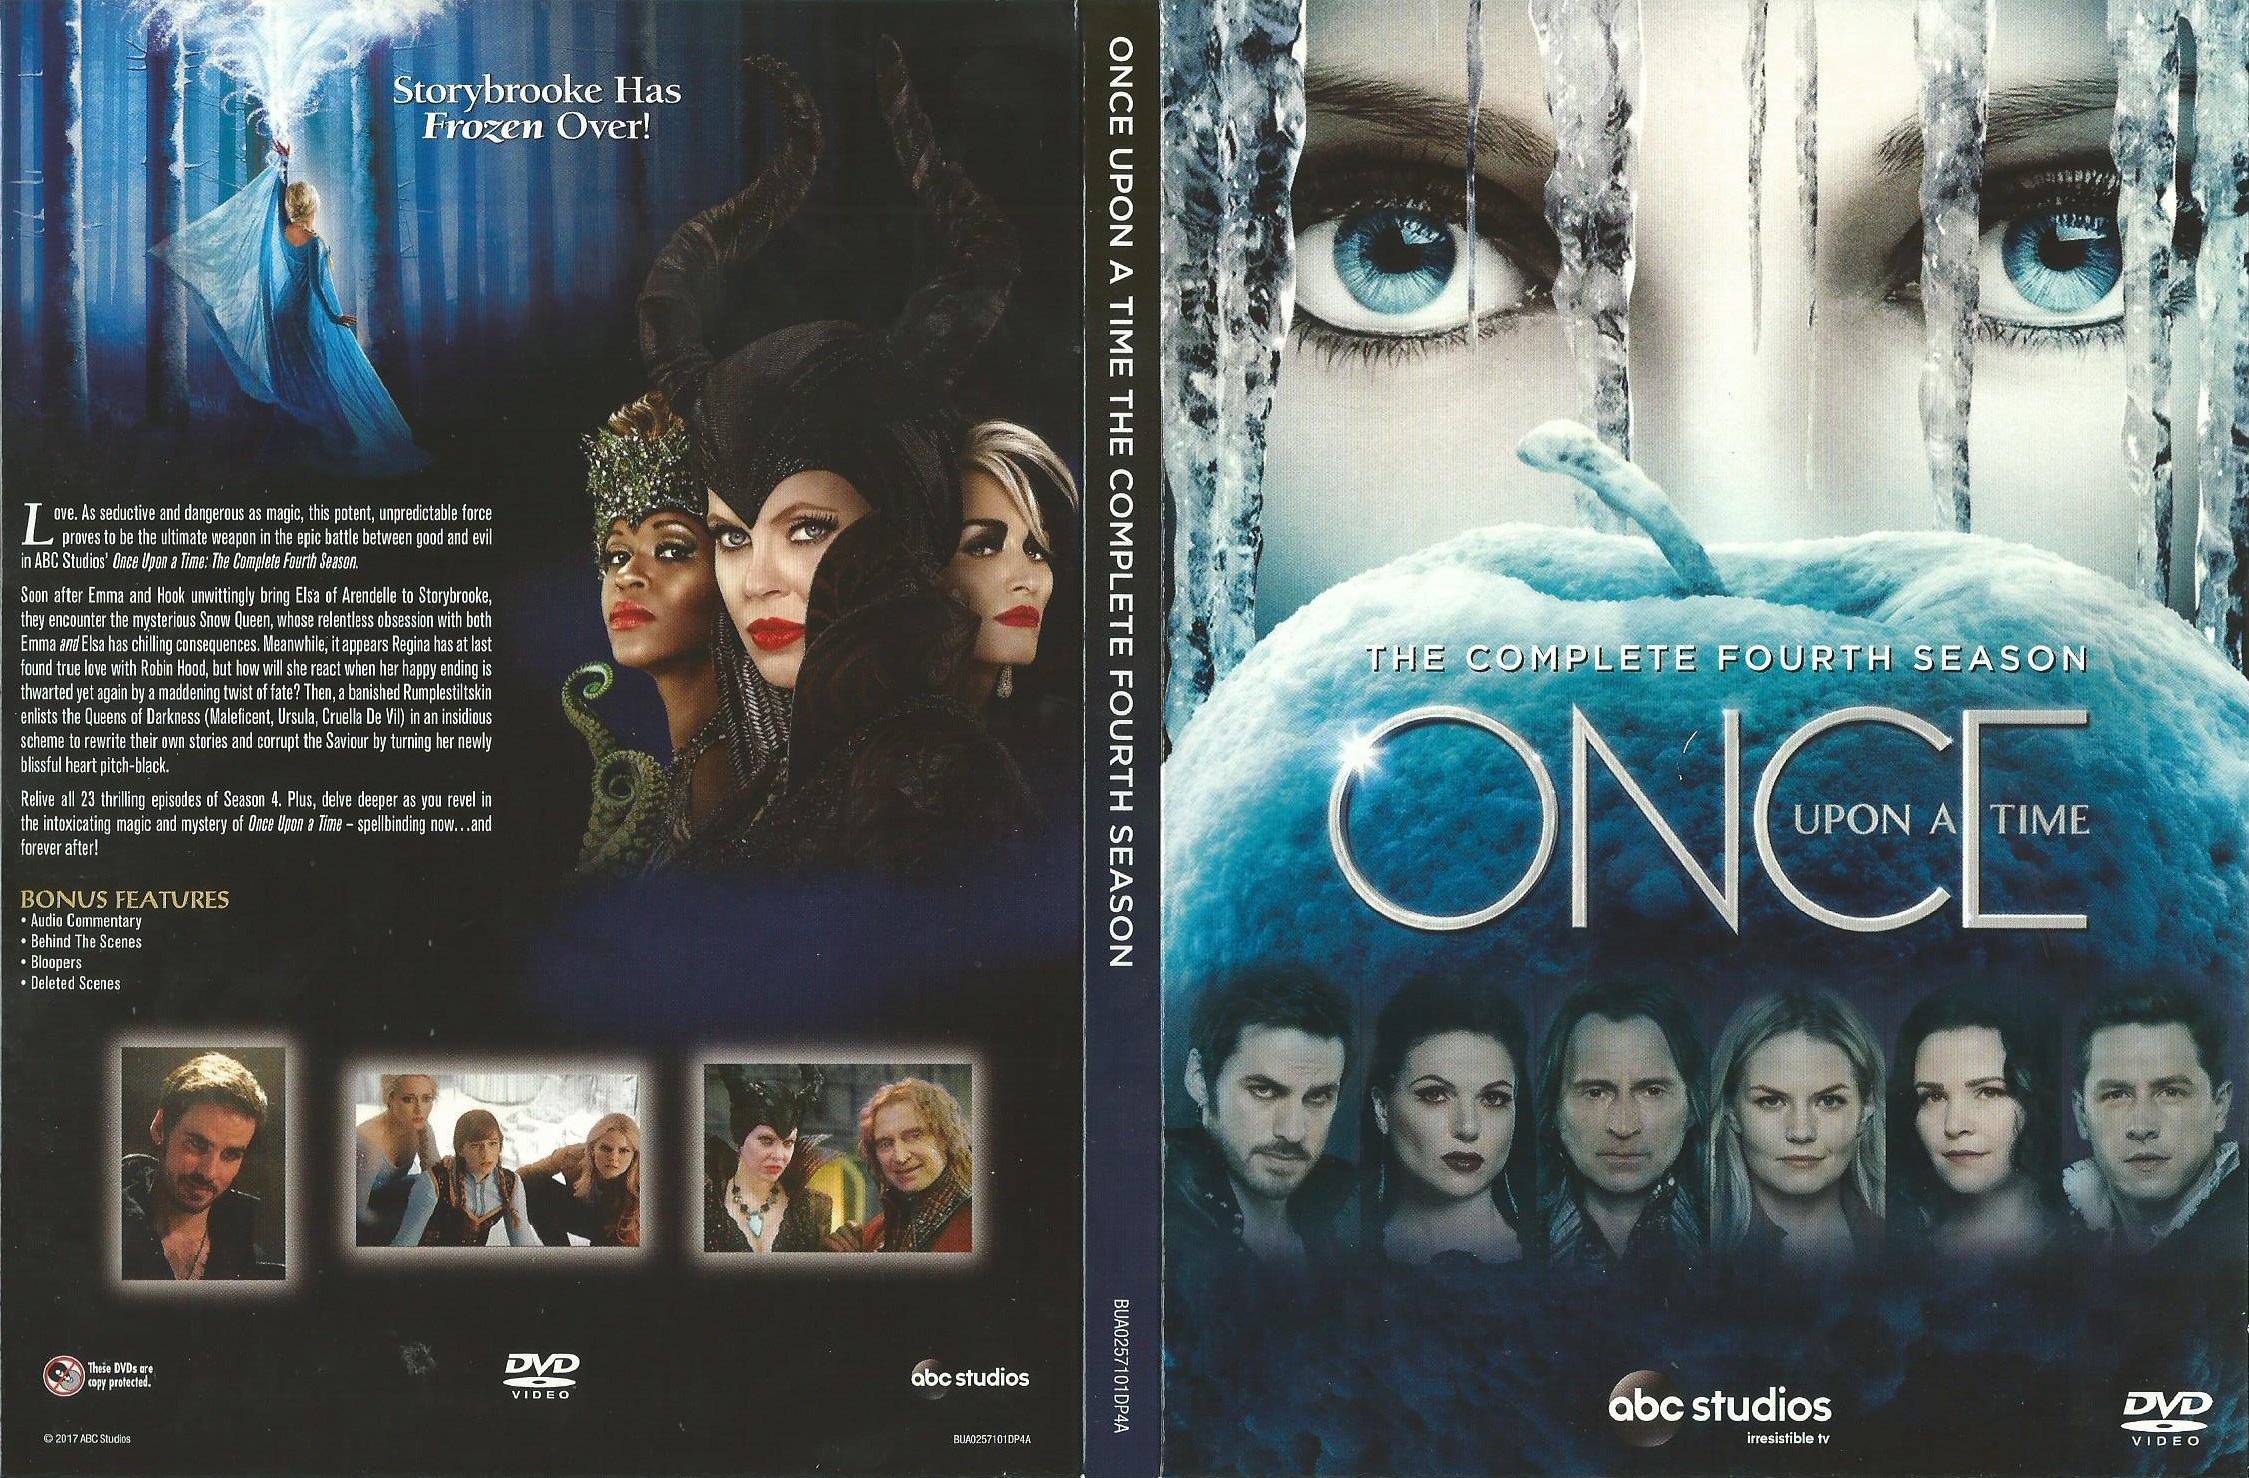 Storybrooke Has
Frozen Over!
Love. As seductive and dangerous as magic, this potent, unpredictable force
proves to be the ultimate weapon in the epic battle between good and evil
in ABC Studios' Once Upon a Time: The Complete Fourth Season.
Soon after Emma and Hook unwittingly bring Elsa of Arendelle to Storybrooke,
they encounter the mysterious Snow Queen, whose relentless obsession with both
Emma and Elsa has chilling consequences. Meanwhile, it appears Regina has at last
found true love with Robin Hood, but how will she react when her happy ending is
thwarted yet again by a maddening twist of fate? Then, a banished Rumplestiltskin
enlists the Queens of Darkness (Maleficent, Ursula, Cruella De Vil) in an insidious
scheme to rewrite their own stories and corrupt the Saviour by turning her newly
blissful heart pitch-black.
Relive all 23 thrilling episodes of Season 4. Plus, delve deeper as you revel in
the intoxicating magic and mystery of Once Upon a Time – spellbinding now...and
forever after!
BONUS FEATURES
• Audio Commentary
• Behind The Scenes
• Bloopers
• Deleted Scenes
These DVDs are
copy protected.
DVD
VIDEO
abc studios
© 2017 ABC Studios
BUA0257101DP4A
ONCE UPON A TIME THE COMPLETE FOURTH SEASON
BUA0257101DP4A
THE COMPLETE FOURTH SEASON
ONCE
UPON A TIME
abc studios
irresistible tv
DVD
VIDEO